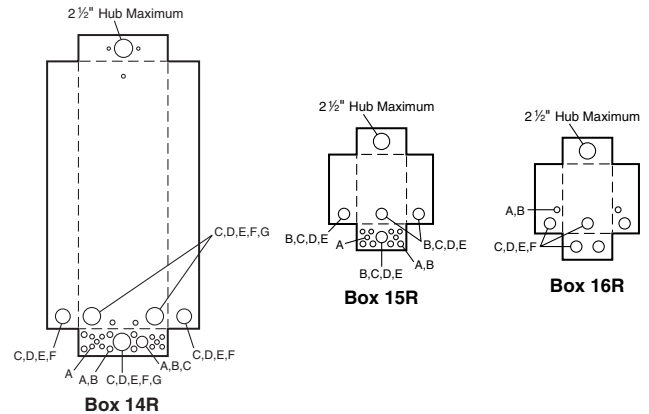 2 ½" Hub Maximum
C,D,E,F,G
C,D,E,F
A
A,B
C,D,E,F,G
A,B,C
C,D,E,F
Box 14R
2 ½" Hub Maximum
B,C,D,E
A
B,C,D,E
A,B
B,C,D,E
Box 15R
2 ½" Hub Maximum
A,B
C,D,E,F
Box 16R